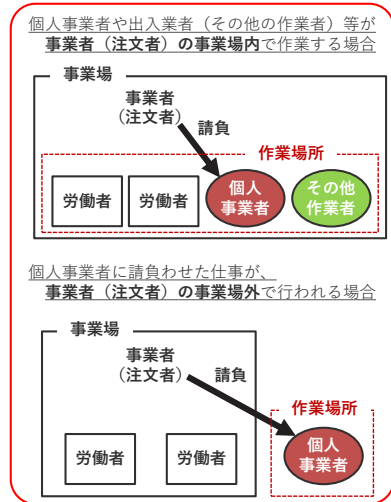 個人事業者や出入業者（その他の作業者）等が
事業者（注文者）の事業場内で作業する場合
事業場
事業者
（注文者）
請負
作業場所
労働者
労働者
個人
事業者
その他
作業者
個人事業者に請負わせた仕事が、
事業者（注文者）の事業場外で行われる場合
事業場
事業者
（注文者）
請負
作業場所
労働者
労働者
個人
事業者